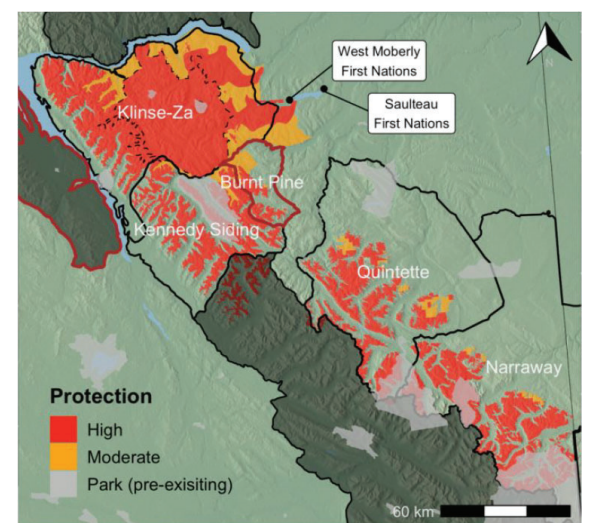 West Moberly
First Nations
N
Saulteau
First Nations
Klinse-Za
Burnt Pine
Kennedy Siding
Quintette
Narraway
Protection
High
Moderate
Park (pre-exisiting)
60 km